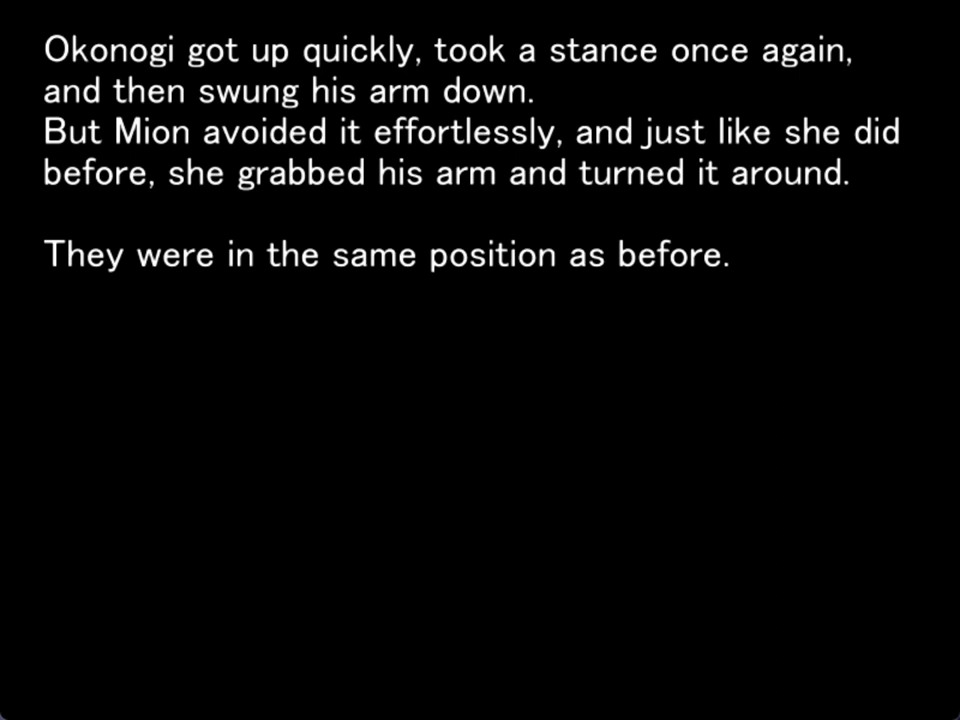 Okonogi got up quickly, took a stance once again,
and then swung his arm down.
But Mion avoided it effortlessly, and just like she did
before, she grabbed his arm and turned it around.
They were in the same position as before.